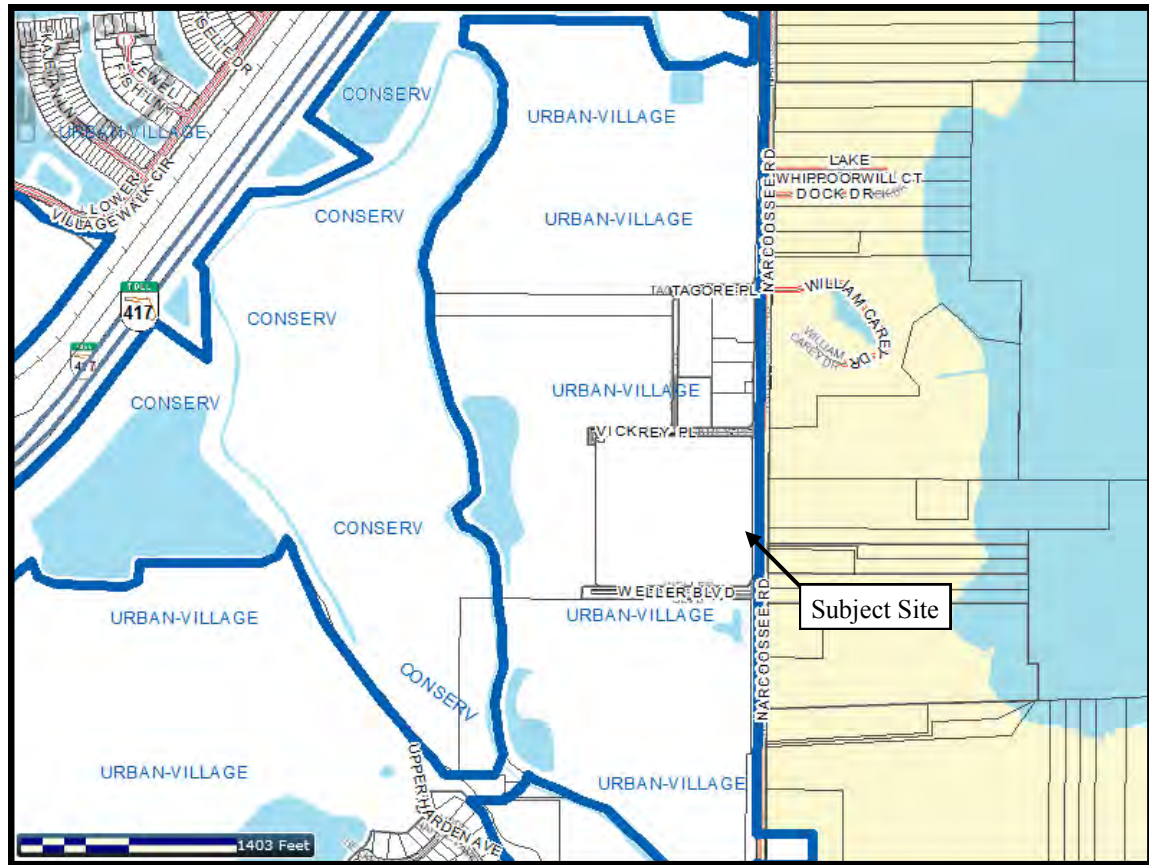 SELLE DR
JEWEL
FISH LN
URBAN-VILLAGE
LOWER
VILLAGEWALK CIR
CONSERV
URBAN-VILLAGE
NARCOOSSEE RD
LAKE
WHIPPOORWILL CT
DOCK DR
CONSERV
URBAN-VILLAGE
TAGORE PL
WILLIAM CAREY DR
WILLIAM
CAREY DR
TOLL
417
CONSERV
CONSERV
URBAN-VILLAGE
VICKREY PL
CONSERV
WELLER BLVD
Subject Site
URBAN-VILLAGE
URBAN-VILLAGE
NARCOOSSEE RD
CONSERV
URBAN-VILLAGE
URBAN-VILLAGE
UPPER HARDEN AVE
1403 Feet